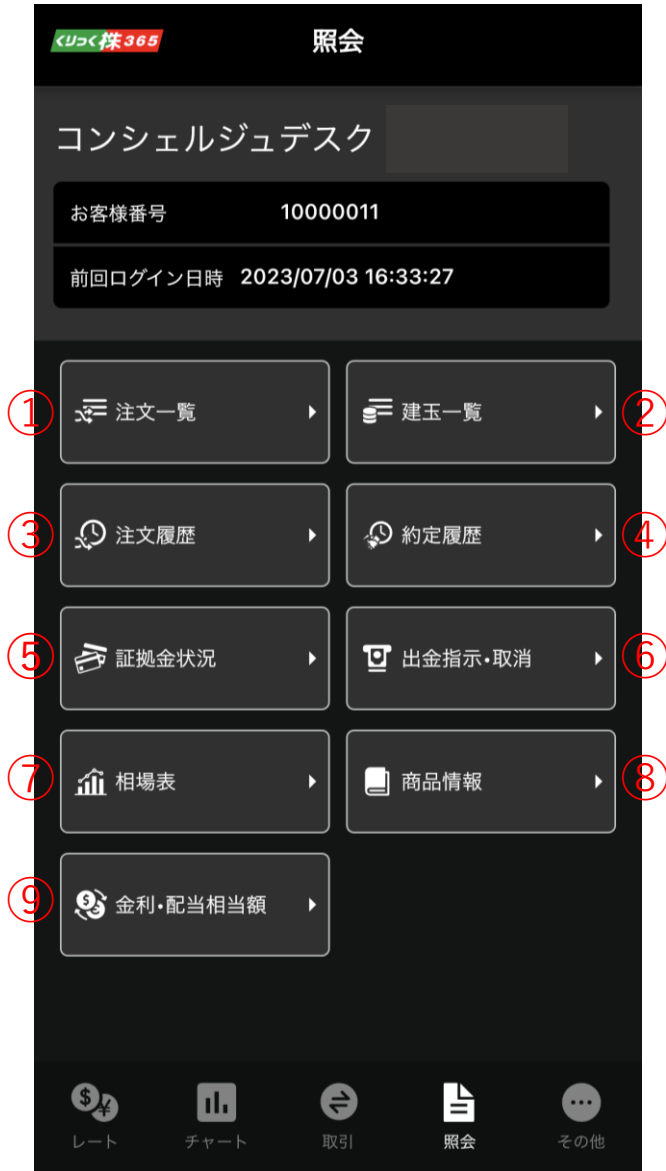 くりっく株365 照会
コンシェルジュデスク
お客様番号 10000011
前回ログイン日時 2023/07/03 16:33:27
① 注文一覧 建玉一覧 ②
③ 注文履歴 約定履歴 ④
⑤ 証拠金状況 出金指示・取消 ⑥
⑦ 相場表 商品情報 ⑧
⑨ 金利・配当相当額
レート チャート 取引 照会 その他